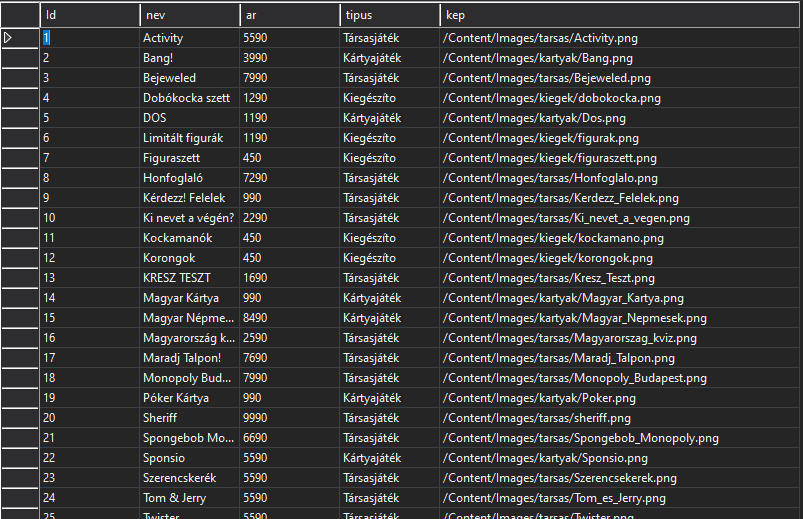 Id nev ar tipus kep
1 Activity 5590 Társasjáték /Content/Images/tarsas/Activity.png
2 Bang! 3990 Kártyajáték /Content/Images/kartyak/Bang.png
3 Bejeweled 7990 Társasjáték /Content/Images/tarsas/Bejeweled.png
4 Dobókocka szett 1290 Kiegészíto /Content/Images/kiegek/dobokocka.png
5 DOS 1190 Kártyajáték /Content/Images/kartyak/Dos.png
6 Limitált figurák 1190 Kiegészíto /Content/Images/kiegek/figurak.png
7 Figuraszett 450 Kiegészíto /Content/Images/kiegek/figuraszett.png
8 Honfoglaló 7290 Társasjáték /Content/Images/tarsas/Honfoglalo.png
9 Kérdezz! Felelek 990 Társasjáték /Content/Images/tarsas/Kerdezz_Felelek.png
10 Ki nevet a végén? 2290 Társasjáték /Content/Images/tarsas/Ki_nevet_a_vegen.png
11 Kockamanók 450 Kiegészíto /Content/Images/kiegek/kockamano.png
12 Korongok 450 Kiegészíto /Content/Images/kiegek/korongok.png
13 KRESZ TESZT 1690 Társasjáték /Content/Images/tarsas/Kresz_Teszt.png
14 Magyar Kártya 990 Kártyajáték /Content/Images/kartyak/Magyar_Kartya.png
15 Magyar Népme... 8490 Kártyajáték /Content/Images/kartyak/Magyar_Nepmesek.png
16 Magyarország k... 2590 Társasjáték /Content/Images/tarsas/Magyarorszag_kviz.png
17 Maradj Talpon! 7690 Társasjáték /Content/Images/tarsas/Maradj_Talpon.png
18 Monopoly Bud... 7990 Társasjáték /Content/Images/tarsas/Monopoly_Budapest.png
19 Póker Kártya 990 Kártyajáték /Content/Images/kartyak/Poker.png
20 Sheriff 9990 Társasjáték /Content/Images/tarsas/sheriff.png
21 Spongebob Mo... 6690 Társasjáték /Content/Images/tarsas/Spongebob_Monopoly.png
22 Sponsio 5590 Kártyajáték /Content/Images/kartyak/Sponsio.png
23 Szerencskerék 5590 Társasjáték /Content/Images/tarsas/Szerencsekerek.png
24 Tom & Jerry 5590 Társasjáték /Content/Images/tarsas/Tom_es_Jerry.png
25 Twister 5590 Társasjáték /Content/Images/tarsas/Twister.png